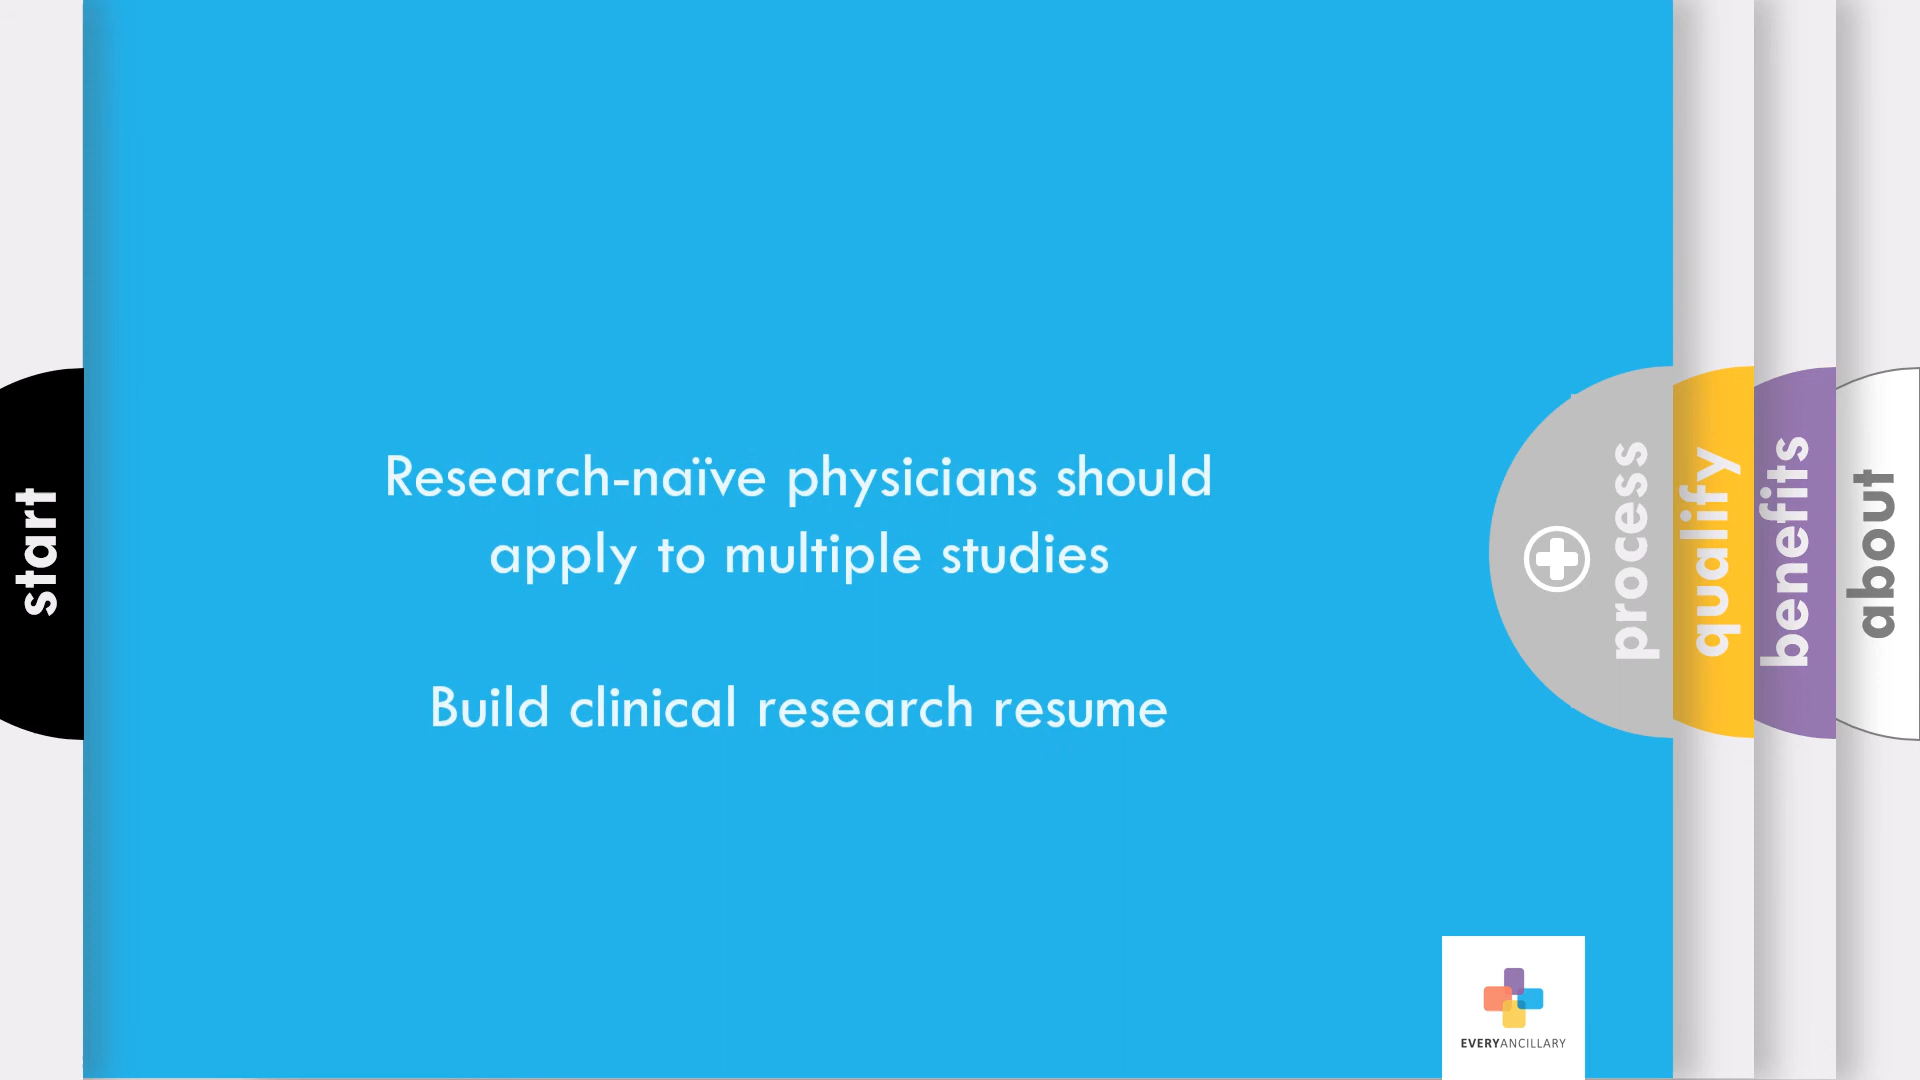 start
Research-naïve physicians should
apply to multiple studies
Build clinical research resume
process
qualify
benefits
about
EVERYANCILLARY